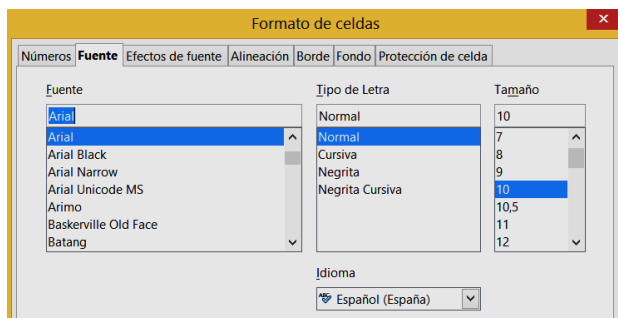 Formato de celdas
Números Fuente Efectos de fuente Alineación Borde Fondo Protección de celda
Fuente
Arial
Arial
Arial Black
Arial Narrow
Arial Unicode MS
Arimo
Baskerville Old Face
Batang
Tipo de Letra
Normal
Normal
Cursiva
Negrita
Negrita Cursiva
Tamaño
10
7
8
9
10
10,5
11
12
Idioma
ABC Español (España)